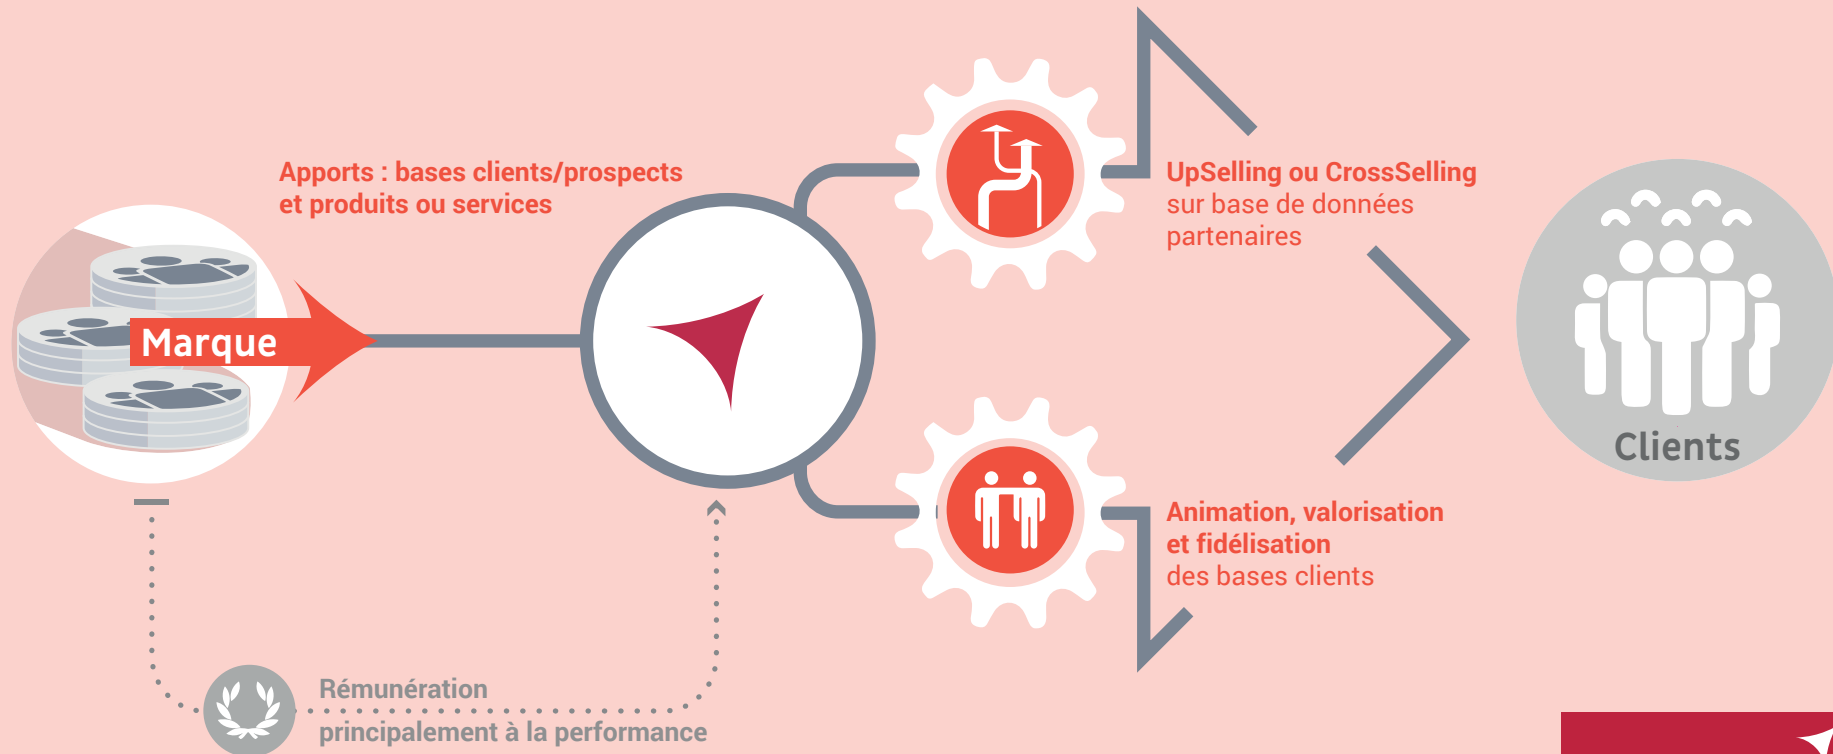 Apports : bases clients/prospects
et produits ou services
Marque
UpSelling ou CrossSelling
sur base de données
partenaires
Clients
Animation, valorisation
et fidélisation
des bases clients
Rémunération
principalement à la performance